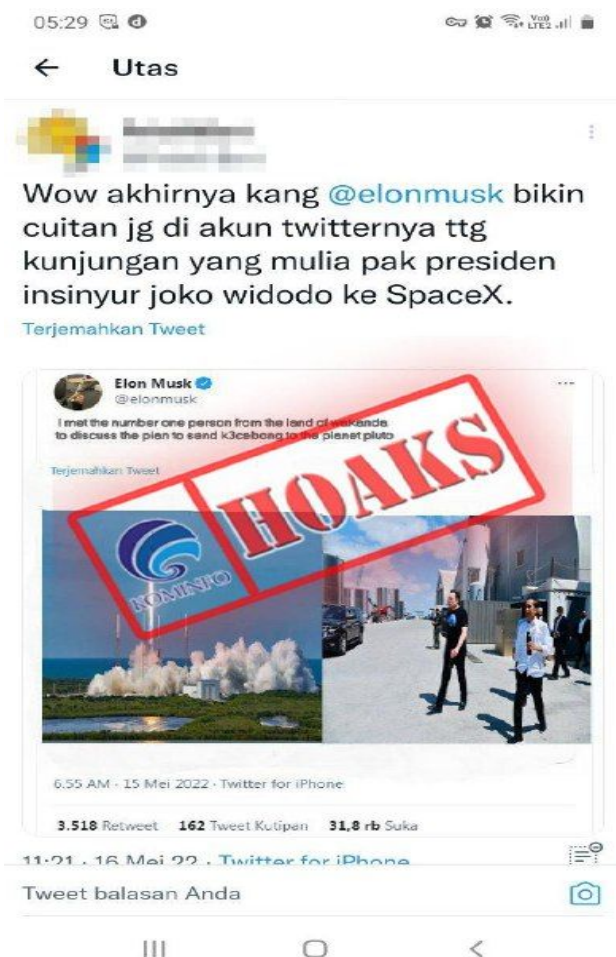 05:29
Utas
Wow akhirnya kang @elonmusk bikin
cuitan jg di akun twitternya ttg
kunjungan yang mulia pak presiden
insinyur joko widodo ke SpaceX.
Terjemahkan Tweet
Elon Musk
@elonmusk
I met the number one person from the land of wakanda
to discuss the plan to send k3cebong to the planet pluto
Terjemahkan Tweet
KOMINFO
HOAKS
6.55 AM · 15 Mei 2022 · Twitter for iPhone
3.518 Retweet 162 Tweet Kutipan 31,8 rb Suka
11:21 · 16 Mei 22 · Twitter for iPhone
Tweet balasan Anda